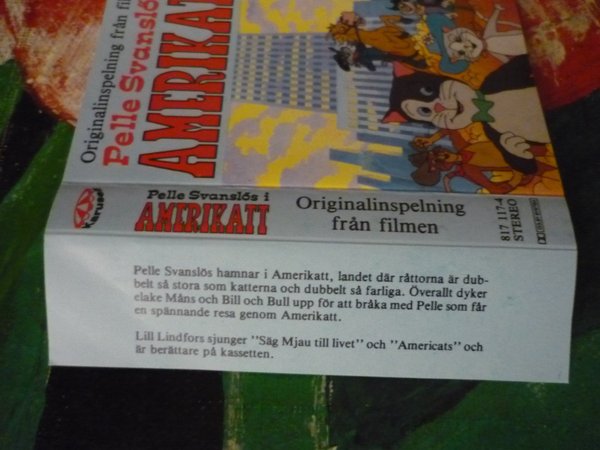 Originalinspelning från
Pelle Svanslös
AMERIKATT
Karusel
Pelle Svanslös i
AMERIKATT
Originalinspelning
från filmen
817 117-4
STEREO
Pelle Svanslös hamnar i Amerikatt, landet där råttorna är dub-
belt så stora som katterna och dubbelt så farliga. Överallt dyker
elake Måns och Bill och Bull upp för att bråka med Pelle som får
en spännande resa genom Amerikatt.
Lill Lindfors sjunger ”Säg Mjau till livet” och ”Americats” och
är berättare på kassetten.